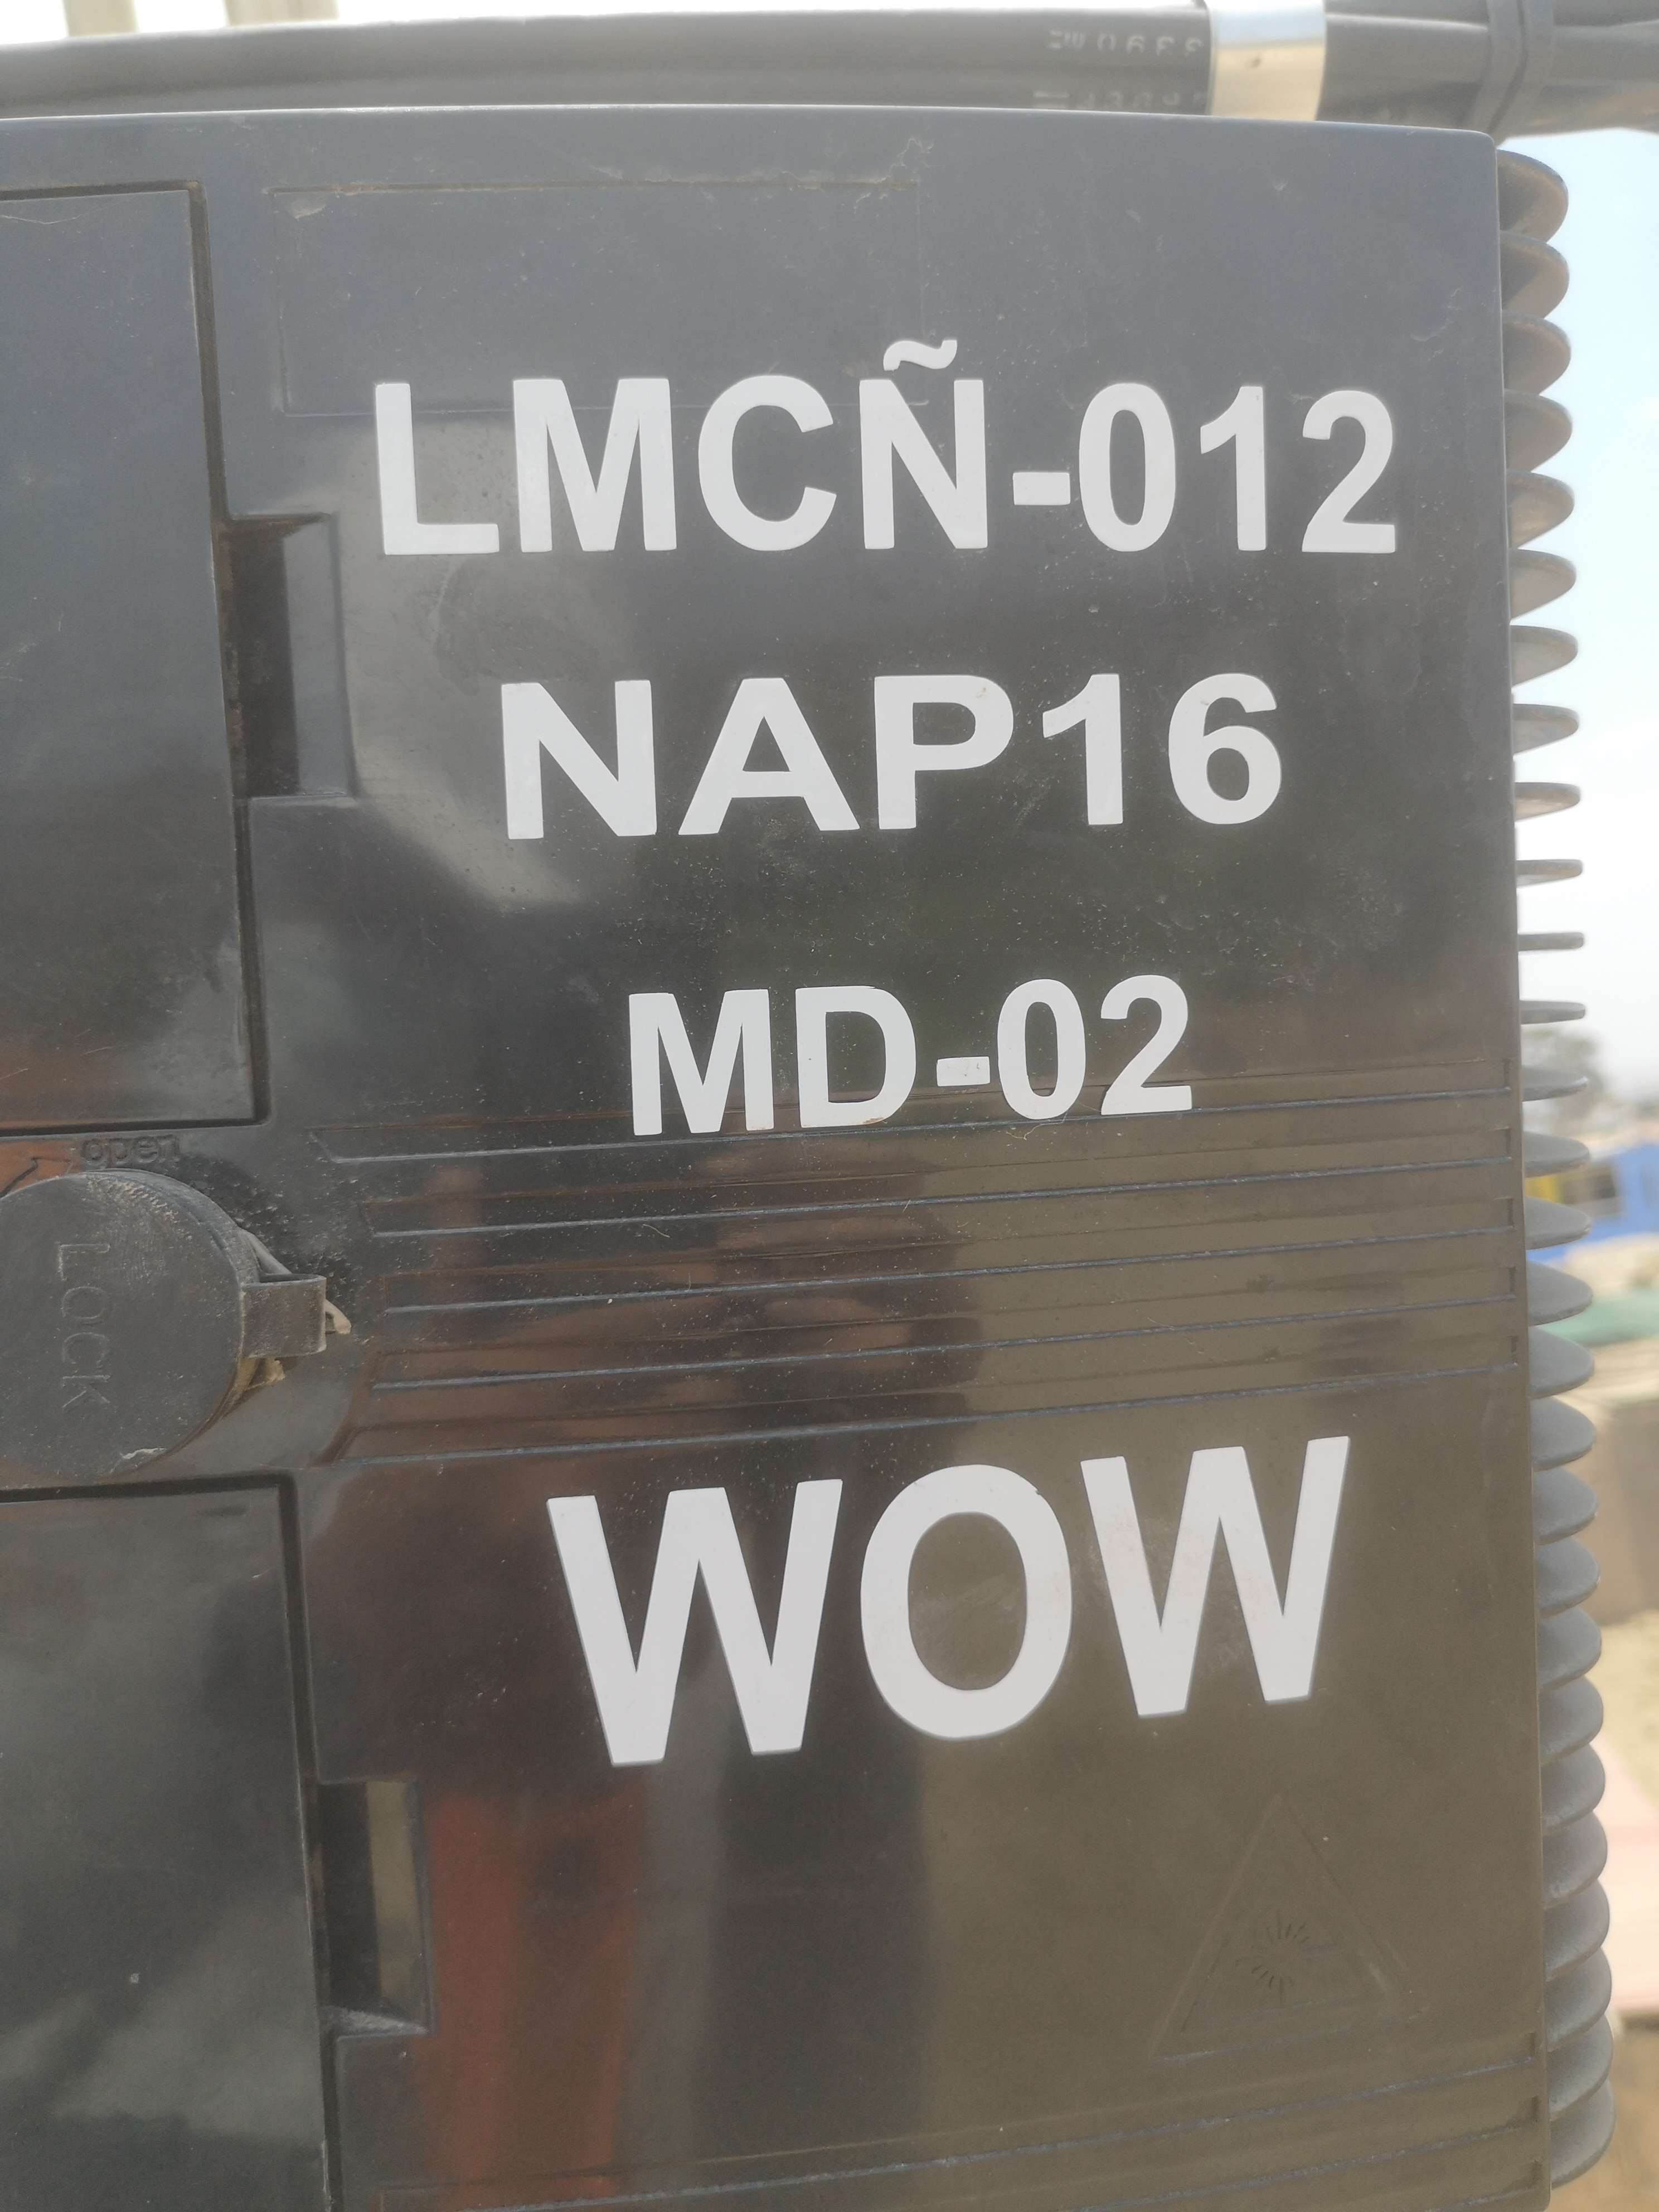 LMCÑ-012
NAP16
MD-02
open
LOCK
WOW